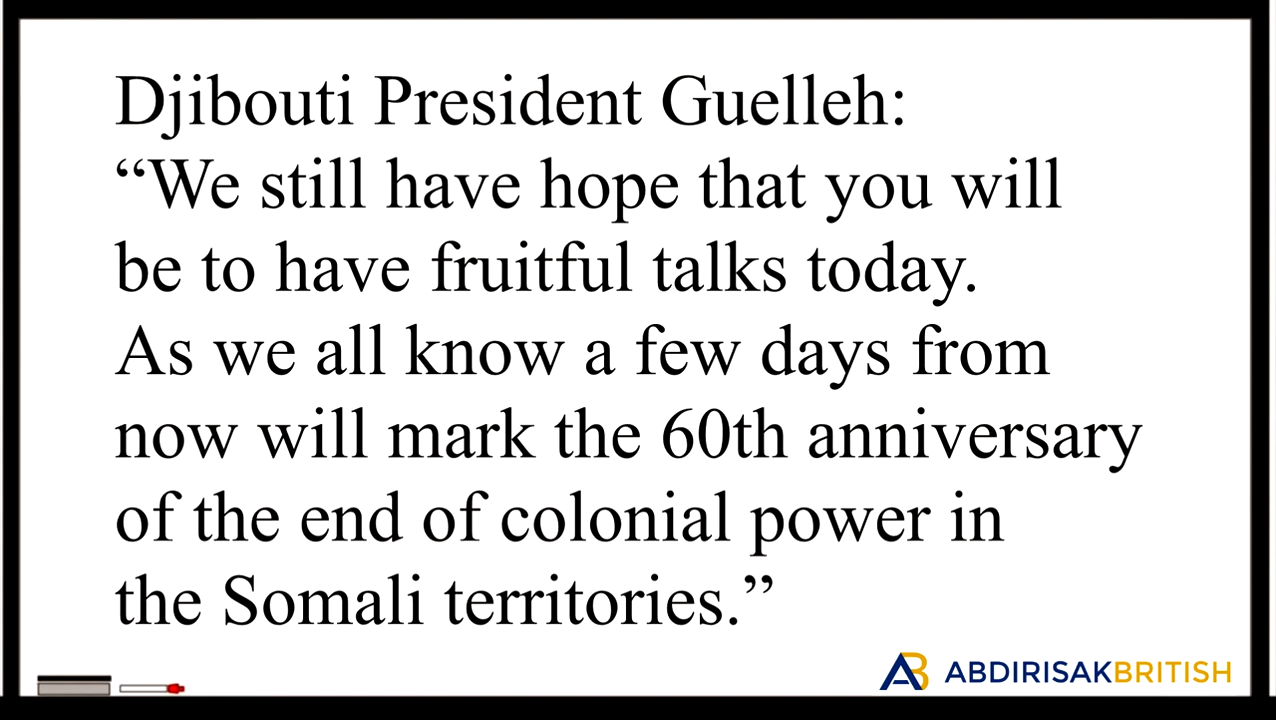 Djibouti President Guelleh:
“We still have hope that you will
be to have fruitful talks today.
As we all know a few days from
now will mark the 60th anniversary
of the end of colonial power in
the Somali territories.”
AB ABDIRISAKBRITISH